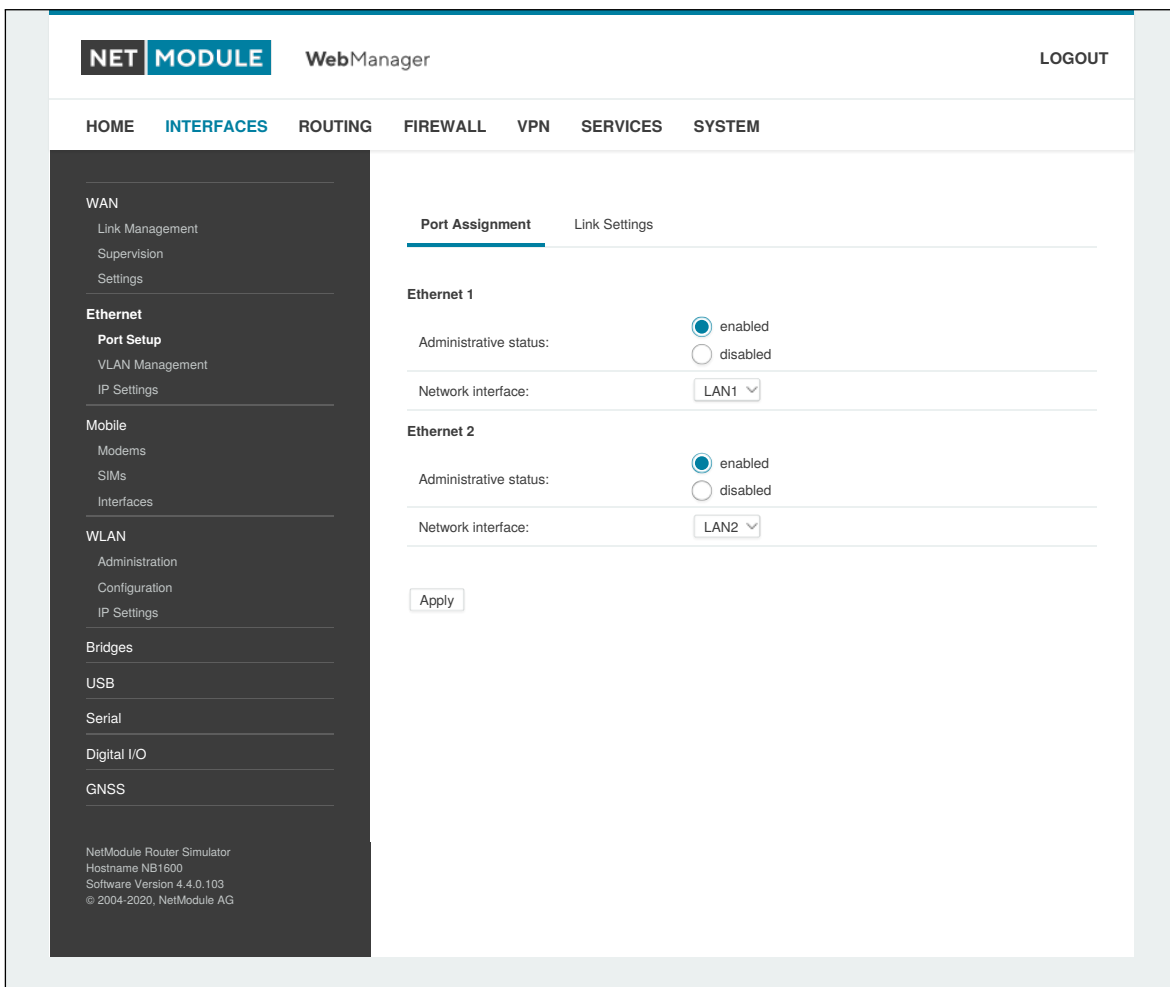 NET MODULE WebManager LOGOUT
HOME INTERFACES ROUTING FIREWALL VPN SERVICES SYSTEM
WAN
Link Management
Supervision
Settings
Ethernet
Port Setup
VLAN Management
IP Settings
Mobile
Modems
SIMs
Interfaces
WLAN
Administration
Configuration
IP Settings
Bridges
USB
Serial
Digital I/O
GNSS
NetModule Router Simulator
Hostname NB1600
Software Version 4.4.0.103
© 2004-2020, NetModule AG
Port Assignment Link Settings
Ethernet 1
Administrative status:
enabled
disabled
Network interface: LAN1
Ethernet 2
Administrative status:
enabled
disabled
Network interface: LAN2
Apply